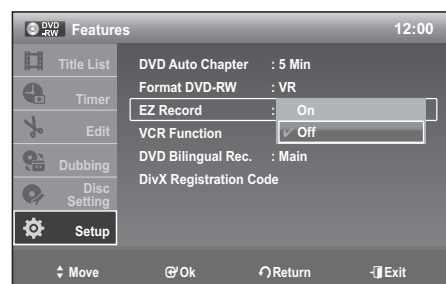 DVD-RW Features 12:00
Title List
Timer
Edit
Dubbing
Disc Setting
Setup
DVD Auto Chapter : 5 Min
Format DVD-RW : VR
EZ Record : On
✓ Off
VCR Function
DVD Bilingual Rec. : Main
DivX Registration Code
Move Ok Return Exit